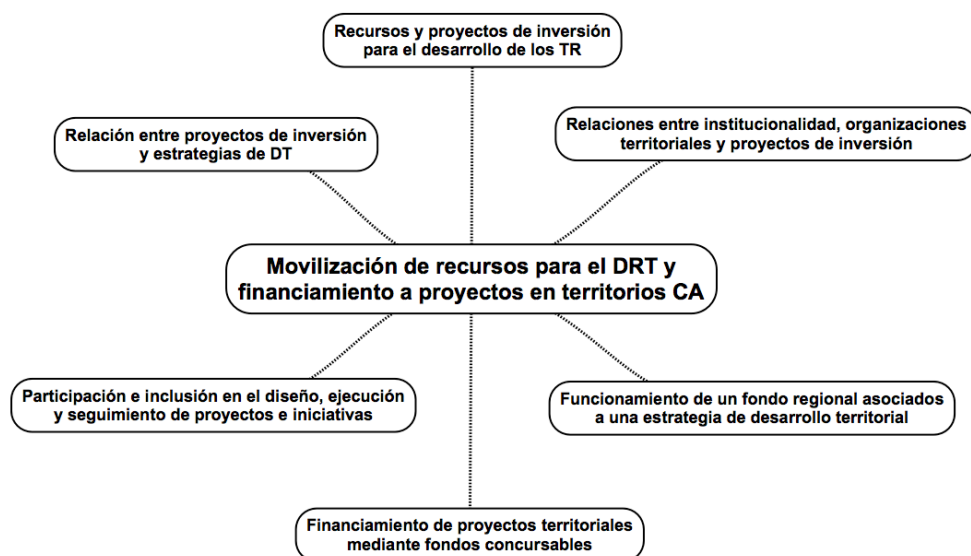 Recursos y proyectos de inversión
para el desarrollo de los TR
Relación entre proyectos de inversión
y estrategias de DT
Relaciones entre institucionalidad, organizaciones
territoriales y proyectos de inversión
Movilización de recursos para el DRT y
financiamiento a proyectos en territorios CA
Participación e inclusión en el diseño, ejecución
y seguimiento de proyectos e iniciativas
Funcionamiento de un fondo regional asociados
a una estrategia de desarrollo territorial
Financiamiento de proyectos territoriales
mediante fondos concursables